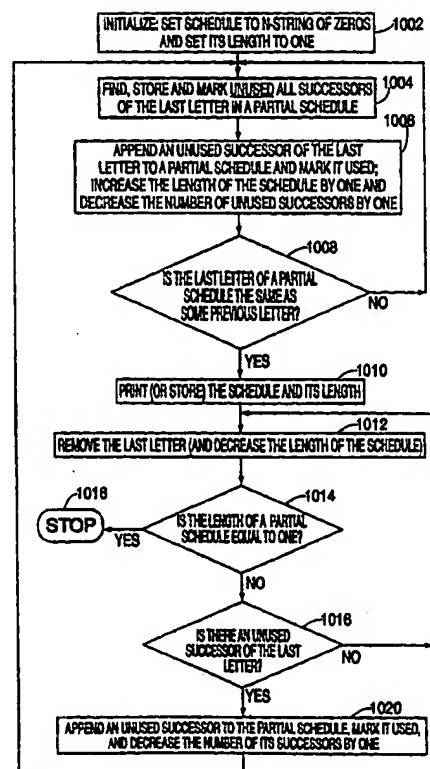 INITIALIZE: SET SCHEDULE TO N-STRING OF ZEROS
AND SET ITS LENGTH TO ONE
1002
FIND, STORE AND MARK UNUSED ALL SUCCESSORS
OF THE LAST LETTER IN A PARTIAL SCHEDULE
1004
1006
APPEND AN UNUSED SUCCESSOR OF THE LAST
LETTER TO A PARTIAL SCHEDULE AND MARK IT USED;
INCREASE THE LENGTH OF THE SCHEDULE BY ONE AND
DECREASE THE NUMBER OF UNUSED SUCCESSORS BY ONE
1008
IS THE LAST LETTER OF A PARTIAL
SCHEDULE THE SAME AS
SOME PREVIOUS LETTER?
NO
YES
1010
PRINT (OR STORE) THE SCHEDULE AND ITS LENGTH
1012
REMOVE THE LAST LETTER (AND DECREASE THE LENGTH OF THE SCHEDULE)
1014
1018
STOP
IS THE LENGTH OF A PARTIAL
SCHEDULE EQUAL TO ONE?
YES
NO
1016
IS THERE AN UNUSED
SUCCESSOR OF THE LAST
LETTER?
NO
YES
1020
APPEND AN UNUSED SUCCESSOR TO THE PARTIAL SCHEDULE, MARK IT USED,
AND DECREASE THE NUMBER OF ITS SUCCESSORS BY ONE